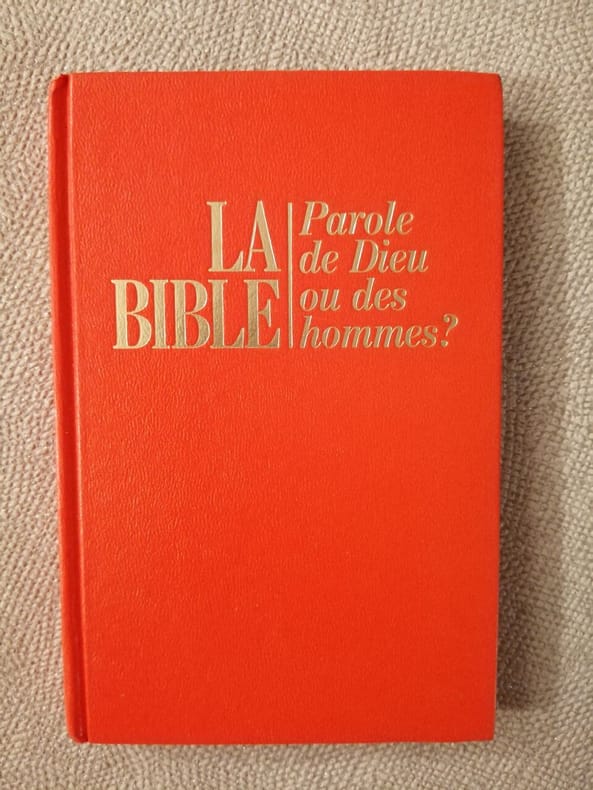 LA
BIBLE
Parole
de Dieu
ou des
hommes?